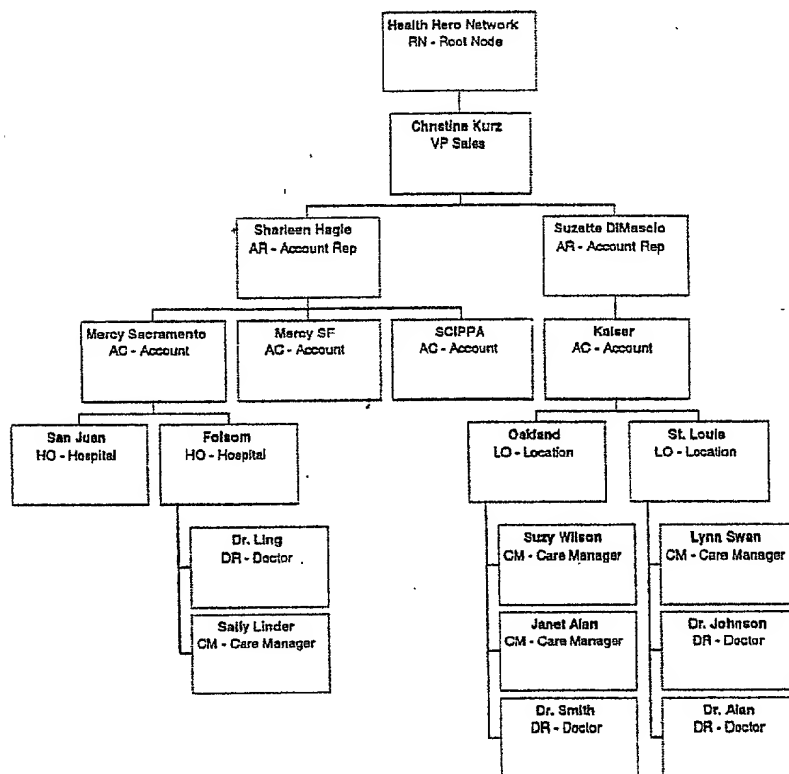 Health Hero Network
RN - Root Node
Christine Kurz
VP Sales
Sharleen Hagle
AR - Account Rep
Suzette DiMascio
AR - Account Rep
Mercy Sacramento
AC - Account
Mercy SF
AC - Account
SCIPPA
AC - Account
Kaiser
AC - Account
San Juan
HO - Hospital
Folsom
HO - Hospital
Oakland
LO - Location
St. Louis
LO - Location
Dr. Ling
DR - Doctor
Suzy Wilson
CM - Care Manager
Lynn Swan
CM - Care Manager
Sally Linder
CM - Care Manager
Janet Alan
CM - Care Manager
Dr. Johnson
DR - Doctor
Dr. Smith
DR - Doctor
Dr. Alan
DR - Doctor